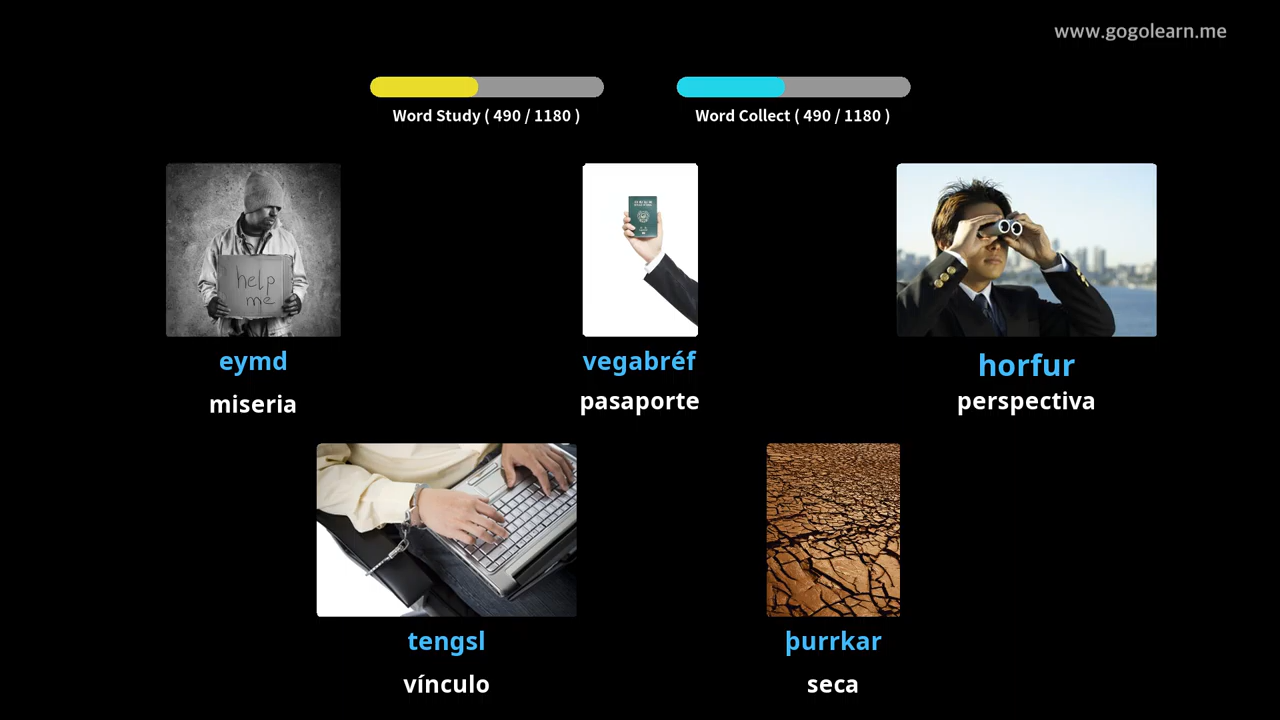 www.gogolearn.me
Word Study ( 490 / 1180 )
Word Collect ( 490 / 1180 )
help
me
eymd
miseria
vegabréf
pasaporte
horfur
perspectiva
tengsl
vínculo
þurrkar
seca